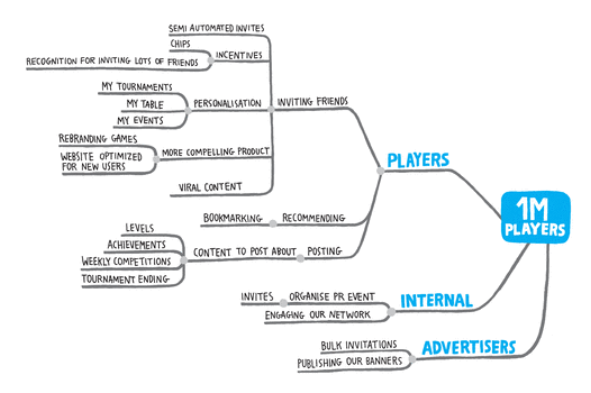 SEMI AUTOMATED INVITES
CHIPS
RECOGNITION FOR INVITING LOTS OF FRIENDS
INCENTIVES
MY TOURNAMENTS
MY TABLE
MY EVENTS
PERSONALISATION
INVITING FRIENDS
REBRANDING GAMES
WEBSITE OPTIMIZED
FOR NEW USERS
MORE COMPELLING PRODUCT
VIRAL CONTENT
PLAYERS
BOOKMARKING
RECOMMENDING
LEVELS
ACHIEVEMENTS
WEEKLY COMPETITIONS
TOURNAMENT ENDING
CONTENT TO POST ABOUT
POSTING
1M
PLAYERS
INVITES
ORGANISE PR EVENT
ENGAGING OUR NETWORK
INTERNAL
BULK INVITATIONS
PUBLISHING OUR BANNERS
ADVERTISERS